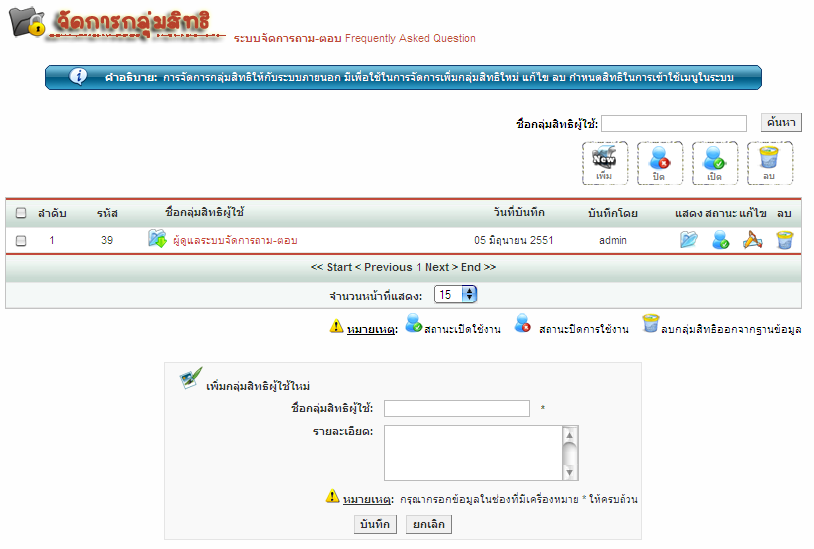 จัดการกลุ่มสิทธิ ระบบจัดการถาม-ตอบ Frequently Asked Question
คำอธิบาย: การจัดการกลุ่มสิทธิให้กับระบบภายนอก มีเพื่อใช้ในการจัดการเพิ่มกลุ่มสิทธิใหม่ แก้ไข ลบ กำหนดสิทธิในการเข้าใช้เมนูในระบบ
ชื่อกลุ่มสิทธิผู้ใช้: ค้นหา
New
เพิ่ม ปิด เปิด ลบ
ลำดับ รหัส ชื่อกลุ่มสิทธิผู้ใช้ วันที่บันทึก บันทึกโดย แสดง สถานะ แก้ไข ลบ
1 39 ผู้ดูแลระบบจัดการถาม-ตอบ 05 มิถุนายน 2551 admin
<< Start < Previous 1 Next > End >>
จำนวนหน้าที่แสดง: 15
หมายเหตุ: สถานะเปิดใช้งาน สถานะปิดการใช้งาน ลบกลุ่มสิทธิออกจากฐานข้อมูล
เพิ่มกลุ่มสิทธิผู้ใช้ใหม่
ชื่อกลุ่มสิทธิผู้ใช้: *
รายละเอียด:
หมายเหตุ: กรุณากรอกข้อมูลในช่องที่มีเครื่องหมาย * ให้ครบถ้วน
บันทึก ยกเลิก